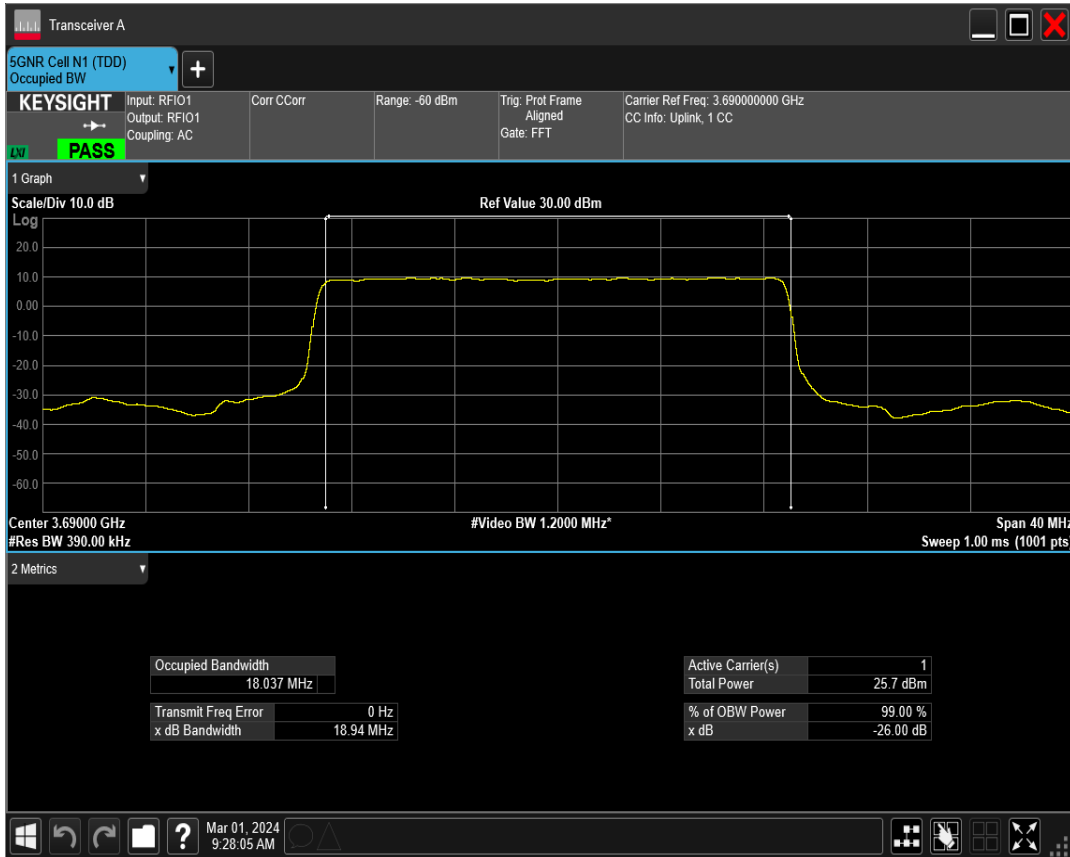 Transceiver A
5GNR Cell N1 (TDD)
Occupied BW
+
KEYSIGHT
LXI
PASS
Input: RFIO1
Output: RFIO1
Coupling: AC
Corr CCorr
Range: -60 dBm
Trig: Prot Frame
Aligned
Gate: FFT
Carrier Ref Freq: 3.690000000 GHz
CC Info: Uplink, 1 CC
1 Graph
Scale/Div 10.0 dB
Ref Value 30.00 dBm
Log
20.0
10.0
0.00
-10.0
-20.0
-30.0
-40.0
-50.0
-60.0
Center 3.69000 GHz
#Video BW 1.2000 MHz*
Span 40 MHz
#Res BW 390.00 kHz
Sweep 1.00 ms (1001 pts)
2 Metrics
Occupied Bandwidth
18.037 MHz
Transmit Freq Error 0 Hz
x dB Bandwidth 18.94 MHz
Active Carrier(s) 1
Total Power 25.7 dBm
% of OBW Power 99.00 %
x dB -26.00 dB
?
Mar 01, 2024
9:28:05 AM